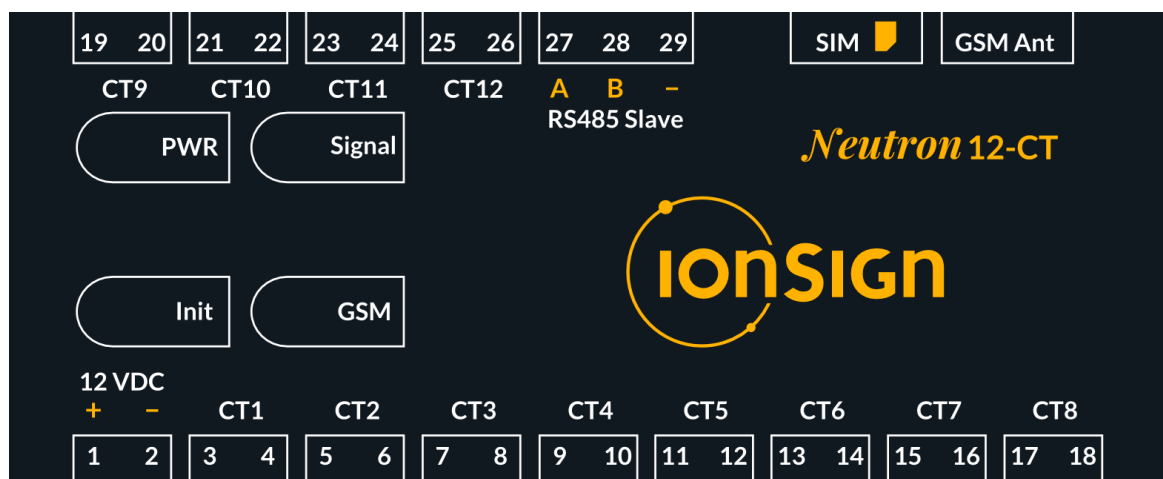 19 20 21 22 23 24 25 26 27 28 29 SIM GSM Ant
CT9 CT10 CT11 CT12 A B –
RS485 Slave
PWR Signal Neutron 12-CT
ionSign
Init GSM
12 VDC
+ – CT1 CT2 CT3 CT4 CT5 CT6 CT7 CT8
1 2 3 4 5 6 7 8 9 10 11 12 13 14 15 16 17 18